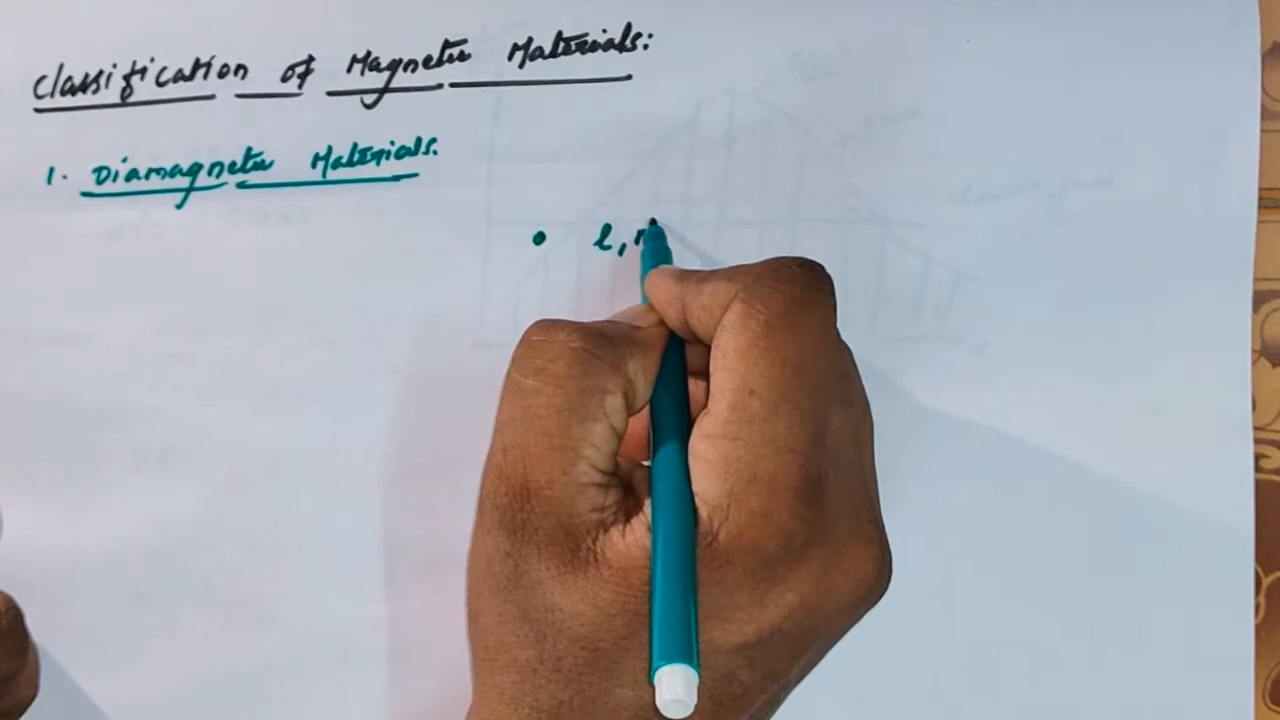 Classification of Magnetic Materials:
1. Diamagnetic Materials.
• l,